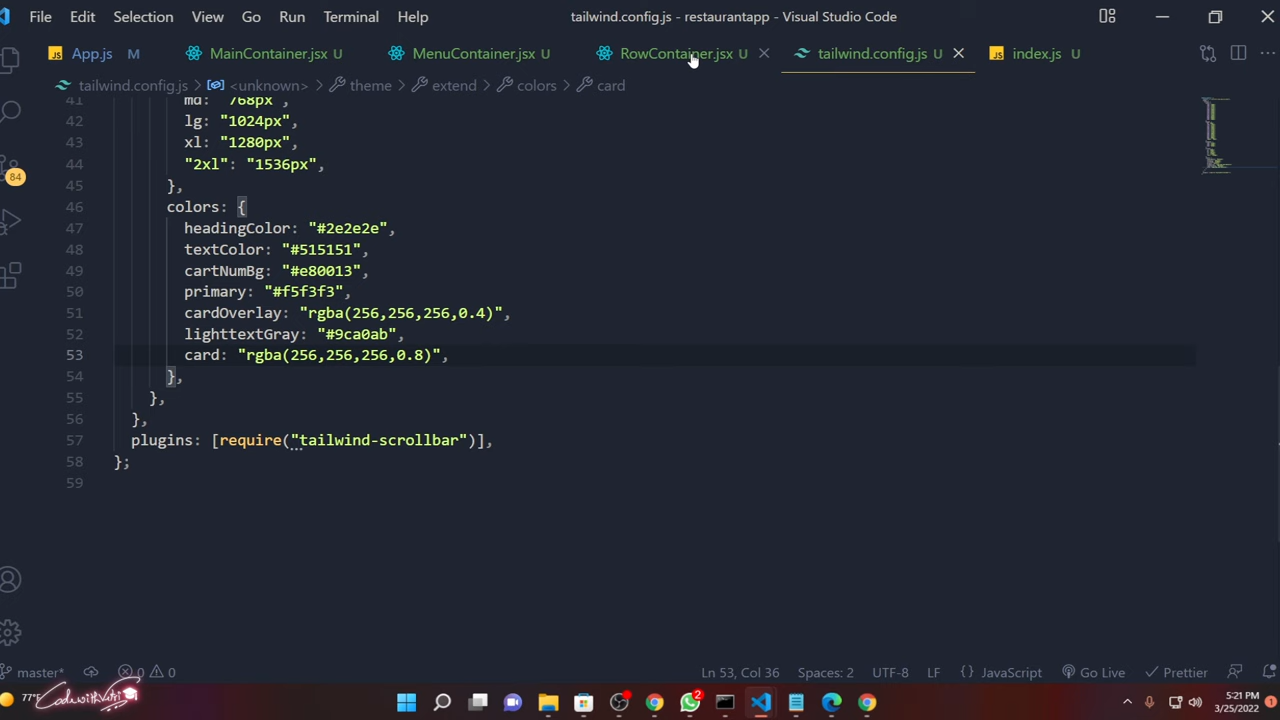 File Edit Selection View Go Run Terminal Help tailwind.config.js - restaurantapp - Visual Studio Code
JS App.js M MainContainer.jsx U MenuContainer.jsx U RowContainer.jsx U tailwind.config.js U JS index.js U
tailwind.config.js > <unknown> > theme > extend > colors > card
41 md: "768px",
42 lg: "1024px",
43 xl: "1280px",
44 "2xl": "1536px",
45 },
46 colors: {
47 headingColor: "#2e2e2e",
48 textColor: "#515151",
49 cartNumBg: "#e80013",
50 primary: "#f5f3f3",
51 cardOverlay: "rgba(256,256,256,0.4)",
52 lighttextGray: "#9ca0ab",
53 card: "rgba(256,256,256,0.8)",
54 },
55 },
56 },
57 plugins: [require("tailwind-scrollbar")],
58 };
59
84
master* 0 0 Ln 53, Col 36 Spaces: 2 UTF-8 LF {} JavaScript Go Live Prettier
77°F CodewithVetri 2 5:21 PM
3/25/2022 1